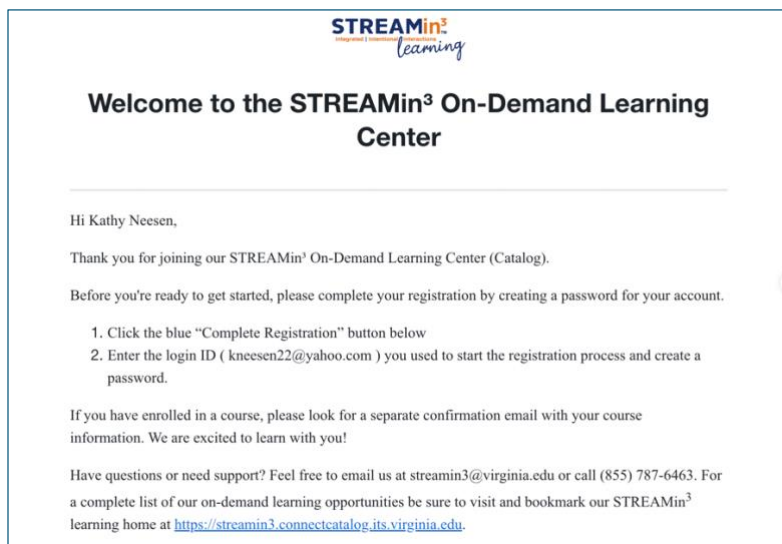 STREAMin³
Integrated | Intentional | Interactions
learning
Welcome to the STREAMin³ On-Demand Learning
Center
Hi Kathy Neesen,
Thank you for joining our STREAMin³ On-Demand Learning Center (Catalog).
Before you're ready to get started, please complete your registration by creating a password for your account.
1. Click the blue “Complete Registration” button below
2. Enter the login ID ( kneesen22@yahoo.com ) you used to start the registration process and create a
password.
If you have enrolled in a course, please look for a separate confirmation email with your course
information. We are excited to learn with you!
Have questions or need support? Feel free to email us at streamin3@virginia.edu or call (855) 787-6463. For
a complete list of our on-demand learning opportunities be sure to visit and bookmark our STREAMin³
learning home at https://streamin3.connectcatalog.its.virginia.edu.